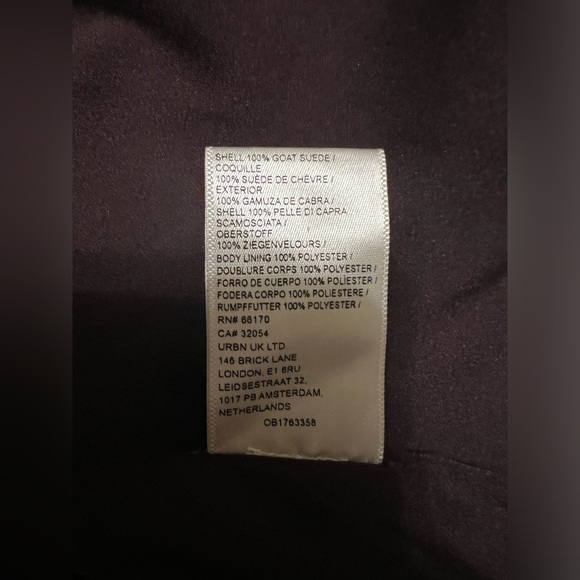 SHELL 100% GOAT SUEDE /
COQUILLE
100% SUÈDE DE CHÈVRE /
EXTERIOR
100% GAMUZA DE CABRA /
SHELL 100% PELLE DI CAPRA
SCAMOSCIATA /
OBERSTOFF
100% ZIEGENVELOURS /
BODY LINING 100% POLYESTER /
DOUBLURE CORPS 100% POLYESTER /
FORRO DE CUERPO 100% POLIÉSTER /
FODERA CORPO 100% POLIESTERE /
RUMPFFUTTER 100% POLYESTER /
RN# 66170
CA# 32054
URBN UK LTD.
146 BRICK LANE
LONDON, E1 6RU
LEIDSESTRAAT 32,
1017 PB AMSTERDAM,
NETHERLANDS
OB1763358